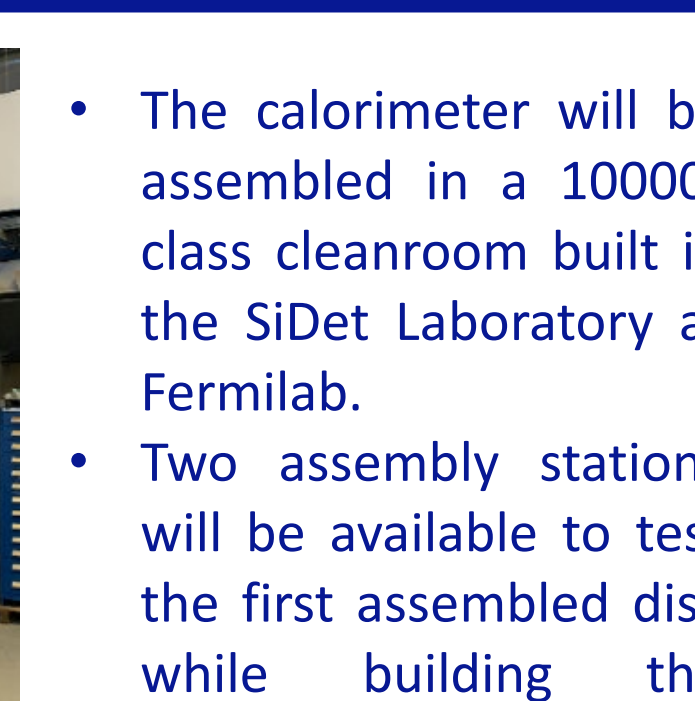 • The calorimeter will b
assembled in a 10000
class cleanroom built i
the SiDet Laboratory a
Fermilab.
• Two assembly station
will be available to tes
the first assembled dis
while building th